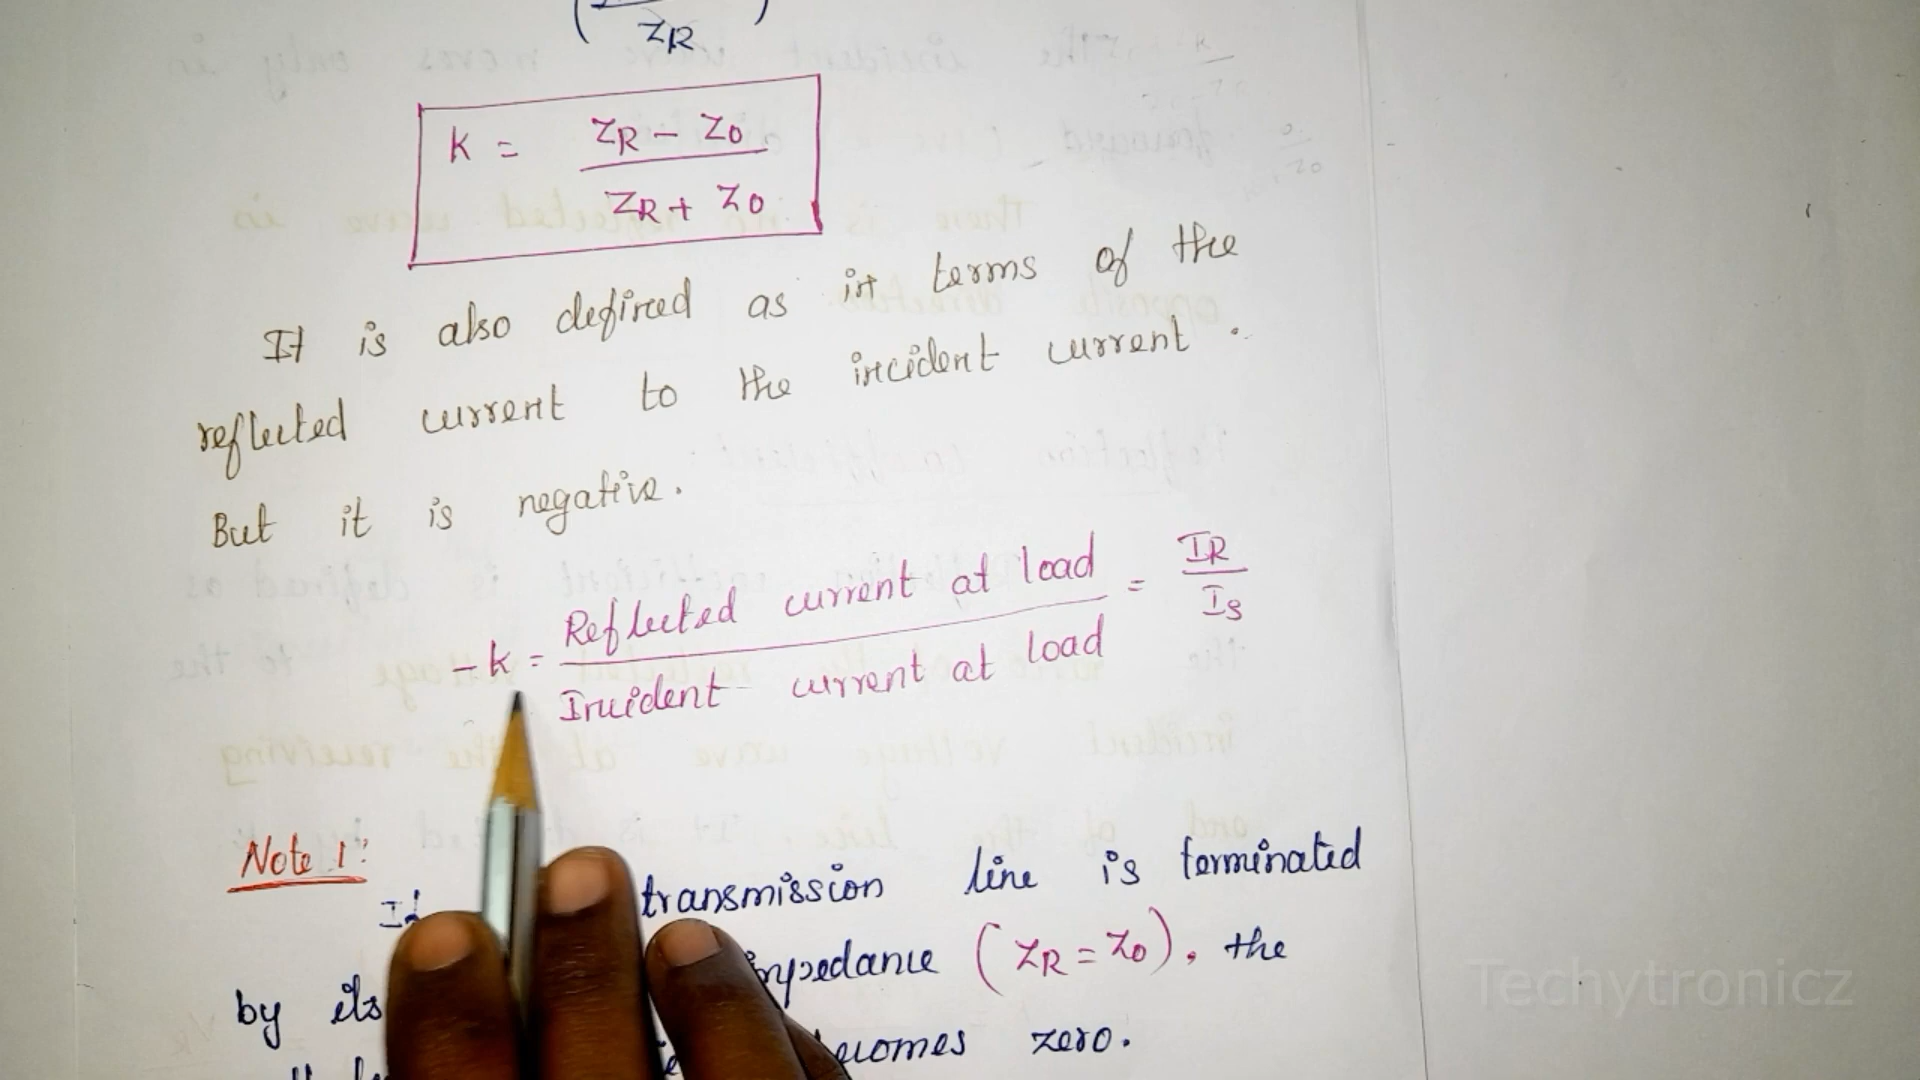 ZR
K = ZR - Z0 / ZR + Z0
It is also defined as in terms of the
reflected current to the incident current.
But it is negative.
-K = Reflected current at load / Incident current at load = IR / IS
Note 1:
If transmission line is terminated
by its impedance (ZR = Z0), the
becomes zero.
Techytronicz